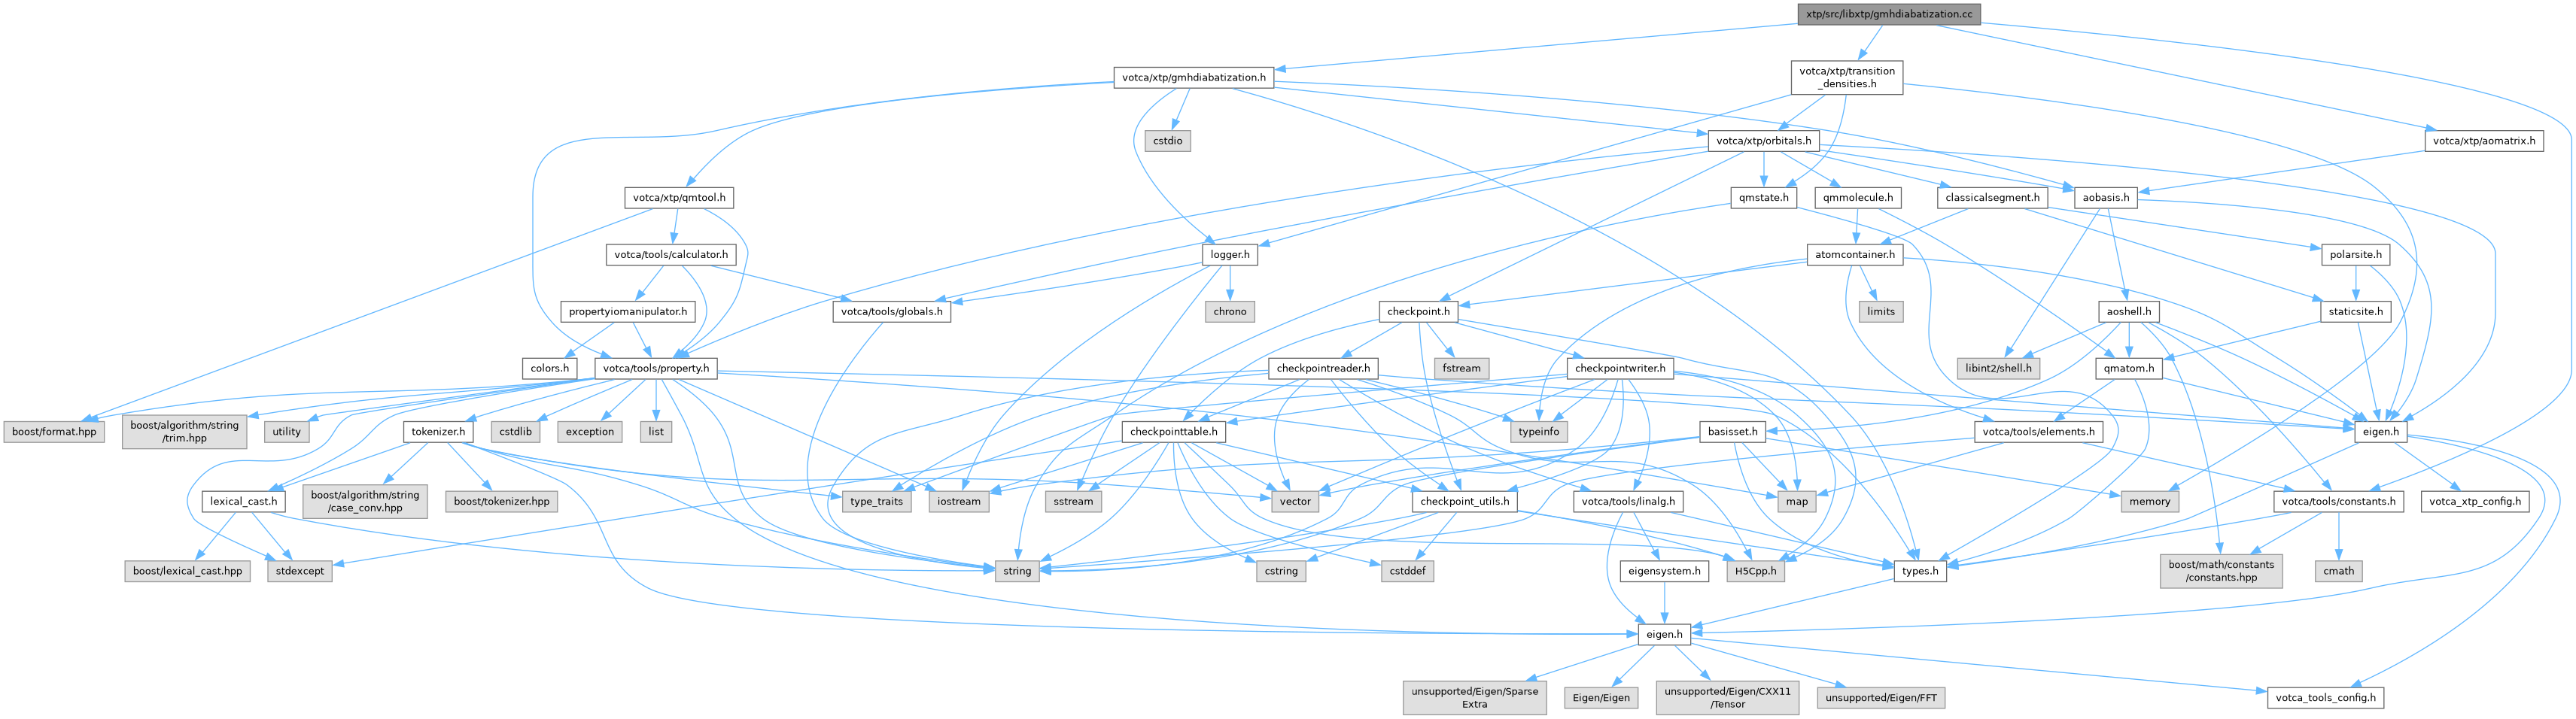 xtp/src/libxtp/gmhdiabatization.cc
votca/xtp/gmhdiabatization.h
votca/xtp/transition
_densities.h
cstdio
votca/xtp/orbitals.h
votca/xtp/aomatrix.h
votca/xtp/qmtool.h
qmstate.h
qmmolecule.h
classicalsegment.h
aobasis.h
votca/tools/calculator.h
logger.h
atomcontainer.h
polarsite.h
propertyiomanipulator.h
votca/tools/globals.h
chrono
checkpoint.h
limits
aoshell.h
staticsite.h
colors.h
votca/tools/property.h
checkpointreader.h
fstream
checkpointwriter.h
libint2/shell.h
qmatom.h
boost/format.hpp
boost/algorithm/string
/trim.hpp
utility
tokenizer.h
cstdlib
exception
list
checkpointtable.h
typeinfo
basisset.h
votca/tools/elements.h
eigen.h
lexical_cast.h
boost/algorithm/string
/case_conv.hpp
boost/tokenizer.hpp
type_traits
iostream
sstream
vector
checkpoint_utils.h
votca/tools/linalg.h
map
memory
votca/tools/constants.h
votca_xtp_config.h
boost/lexical_cast.hpp
stdexcept
string
cstring
cstddef
eigensystem.h
H5Cpp.h
types.h
boost/math/constants
/constants.hpp
cmath
eigen.h
unsupported/Eigen/Sparse
Extra
Eigen/Eigen
unsupported/Eigen/CXX11
/Tensor
unsupported/Eigen/FFT
votca_tools_config.h